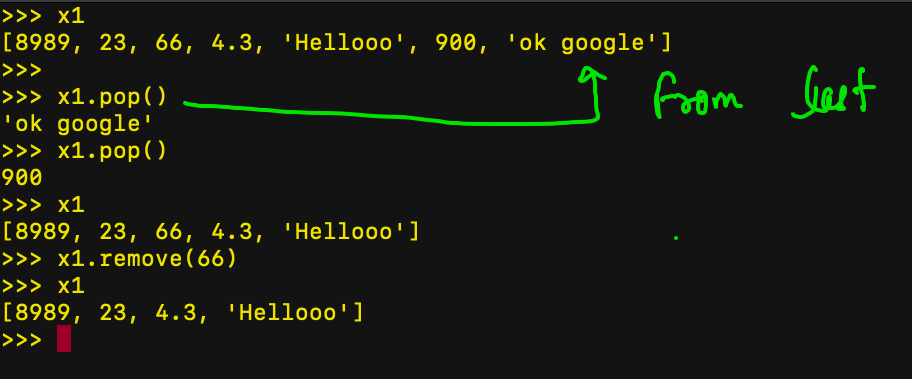 >>> x1
[8989, 23, 66, 4.3, 'Hellooo', 900, 'ok google']
>>>
>>> x1.pop()
from last
'ok google'
>>> x1.pop()
900
>>> x1
[8989, 23, 66, 4.3, 'Hellooo']
>>> x1.remove(66)
>>> x1
[8989, 23, 4.3, 'Hellooo']
>>>